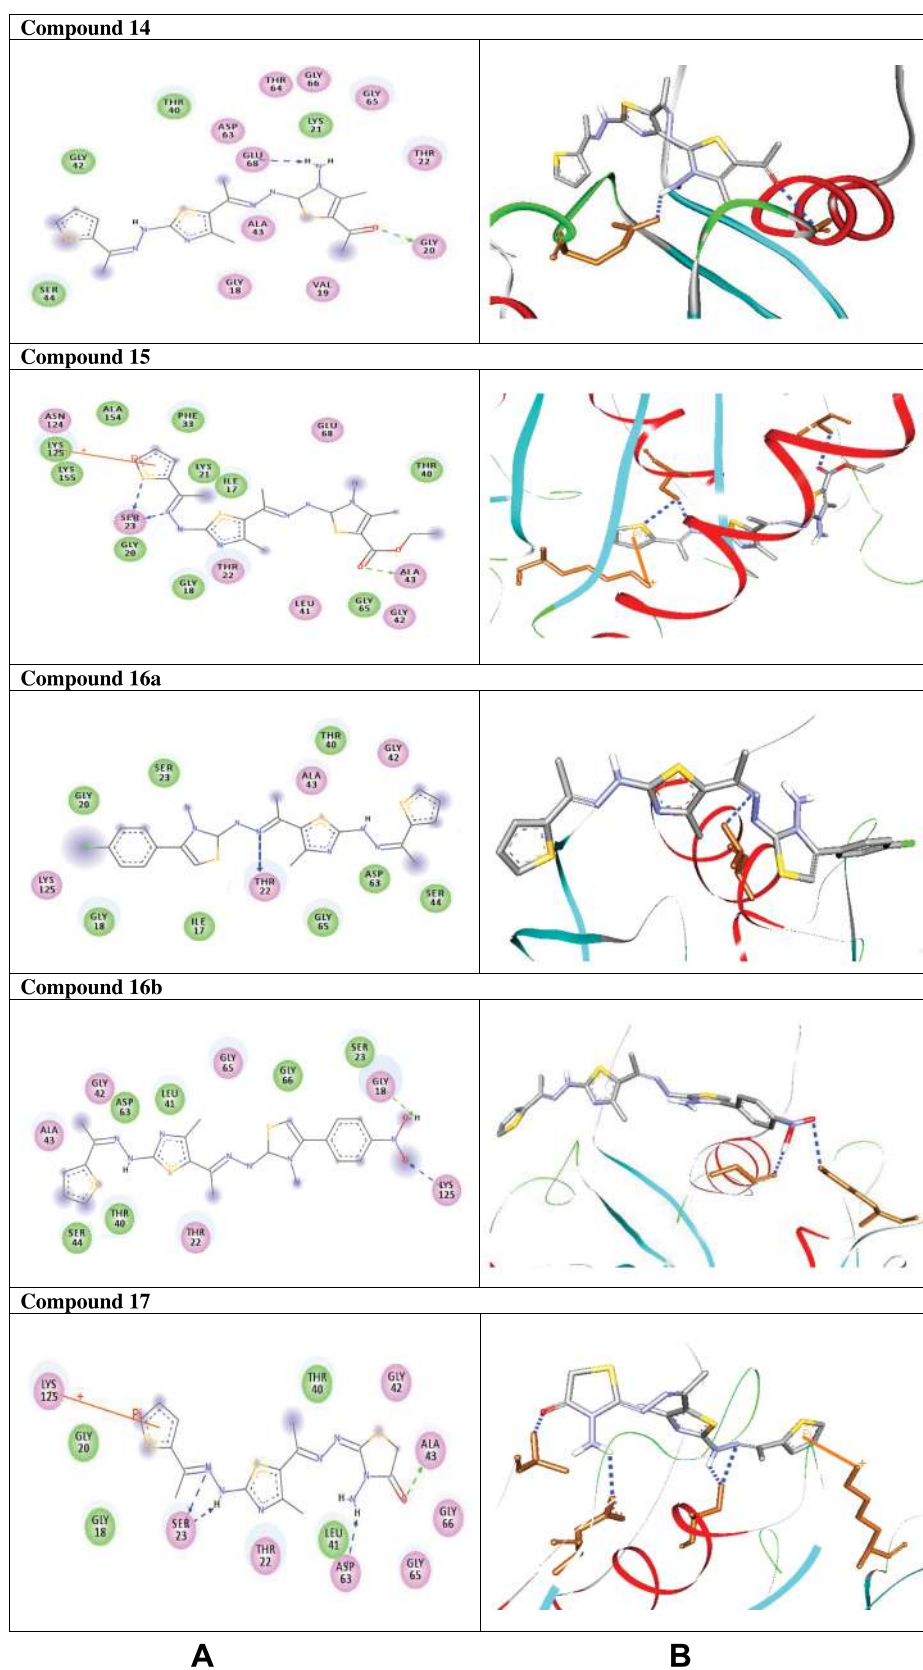 Compound 14
THR 64
GLY 66
GLY 65
THR 40
LYS 21
ASP 63
GLU 68
H
H
THR 22
GLY 42
H
ALA 43
GLY 20
SER 44
GLY 18
VAL 19
Compound 15
ASN 124
ALA 154
PHE 33
GLU 68
LYS 125
+
LYS 155
LYS 21
ILE 17
THR 40
SER 23
GLY 20
THR 22
GLY 18
ALA 43
LEU 41
GLY 65
GLY 42
Compound 16a
THR 40
GLY 42
SER 23
ALA 43
GLY 20
H
LYS 125
THR 22
ASP 63
SER 44
GLY 18
ILE 17
GLY 65
Compound 16b
SER 23
GLY 65
GLY 66
GLY 18
GLY 42
ASP 63
LEU 41
H
ALA 43
H
LYS 125
THR 40
SER 44
THR 22
Compound 17
LYS 125
+
THR 40
GLY 42
GLY 20
ALA 43
H
H
GLY 18
SER 23
LEU 41
GLY 66
THR 22
ASP 63
GLY 65
A B